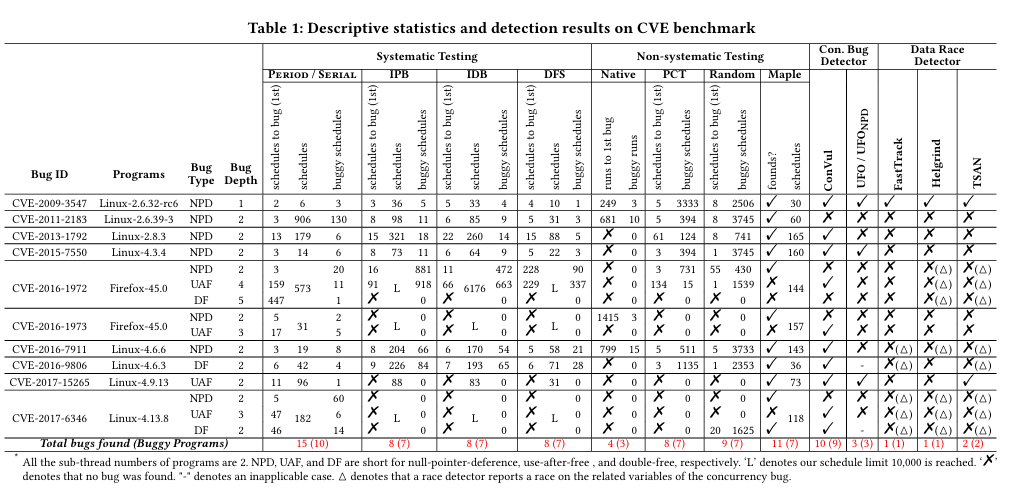 Table 1: Descriptive statistics and detection results on CVE benchmark
Systematic Testing Non-systematic Testing Con. Bug Detector Data Race Detector
PERIOD / SERIAL IPB IDB DFS Native PCT Random Maple
Bug ID Programs Bug Type Bug Depth schedules to bug (1st) schedules buggy schedules schedules to bug (1st) schedules buggy schedules schedules to bug (1st) schedules buggy schedules schedules to bug (1st) schedules buggy schedules runs to 1st bug buggy runs schedules to bug (1st) buggy schedules schedules to bug (1st) buggy schedules founds? schedules ConVul UFO / UFO_NPD FastTrack Helgrind TSAN
CVE-2009-3547 Linux-2.6.32-rc6 NPD 1 2 6 3 3 36 5 5 33 4 4 10 1 249 3 5 3333 8 2506 ✓ 30 ✓ ✓ ✓ ✓ ✓
CVE-2011-2183 Linux-2.6.39-3 NPD 2 3 906 130 8 98 11 6 85 9 5 31 3 681 10 5 394 8 3745 ✓ 60 ✗ ✗ ✗ ✗ ✗
CVE-2013-1792 Linux-2.8.3 NPD 2 13 179 6 15 321 18 22 260 14 15 88 5 ✗ 0 61 124 8 741 ✓ 165 ✓ ✗ ✗ ✗ ✗
CVE-2015-7550 Linux-4.3.4 NPD 2 3 14 6 8 73 11 6 64 9 5 22 3 ✗ 0 3 394 1 3745 ✓ 160 ✓ ✓ ✗ ✗ ✗
NPD 2 3 20 16 881 11 472 228 90 ✗ 0 3 731 55 430 ✓ ✗ ✗ ✗ ✗(△) ✗(△)
CVE-2016-1972 Firefox-45.0 UAF 4 159 573 11 91 L 918 66 6176 663 229 L 337 ✗ 0 134 15 1 1539 ✗ 144 ✓ ✗ ✗ ✗(△) ✗(△)
DF 5 447 1 ✗ 0 ✗ 0 ✗ 0 ✗ 0 ✗ 0 ✗ 0 ✗ ✗ ✗ ✗ ✗(△) ✗(△)
NPD 2 5 2 ✗ 0 ✗ 0 ✗ 0 1415 3 ✗ 0 ✗ 0 ✓ ✗ ✗ ✗ ✗ ✗
CVE-2016-1973 Firefox-45.0 UAF 3 17 31 5 ✗ L 0 ✗ L 0 ✗ L 0 ✗ 0 ✗ 0 ✗ 0 ✗ 157 ✓ ✗ ✗ ✗ ✗
CVE-2016-7911 Linux-4.6.6 NPD 2 3 19 8 8 204 66 6 170 54 5 58 21 799 15 5 511 5 3733 ✓ 143 ✓ ✗ ✗(△) ✗(△) ✗(△)
CVE-2016-9806 Linux-4.6.3 DF 2 6 42 4 9 226 84 7 193 65 6 71 28 ✗ 0 3 1135 1 2353 ✓ 36 ✓ - ✗(△) ✗(△) ✗(△)
CVE-2017-15265 Linux-4.9.13 UAF 2 11 96 1 ✗ 88 0 ✗ 83 0 ✗ 31 0 ✗ 0 ✗ 0 ✗ 0 ✓ 73 ✓ ✓ ✗ ✗ ✓
NPD 2 5 60 ✗ 0 ✗ 0 ✗ 0 ✗ 0 ✗ 0 ✗ 0 ✓ ✗ ✗ ✗(△) ✗(△) ✗(△)
CVE-2017-6346 Linux-4.13.8 UAF 3 47 182 6 ✗ L 0 ✗ L 0 ✗ L 0 ✗ 0 ✗ 0 ✗ 0 ✗ 118 ✓ ✗ ✗(△) ✗(△) ✗(△)
DF 2 46 14 ✗ 0 ✗ 0 ✗ 0 ✗ 0 ✗ 0 20 1625 ✓ ✓ - ✗(△) ✗(△) ✗(△)
Total bugs found (Buggy Programs) 15 (10) 8 (7) 8 (7) 8 (7) 4 (3) 8 (7) 9 (7) 11 (7) 10 (9) 3 (3) 1 (1) 1 (1) 2 (2)
* All the sub-thread numbers of programs are 2. NPD, UAF, and DF are short for null-pointer-deference, use-after-free , and double-free, respectively. 'L' denotes our schedule limit 10,000 is reached. '✗'
denotes that no bug was found. "-" denotes an inapplicable case. △ denotes that a race detector reports a race on the related variables of the concurrency bug.